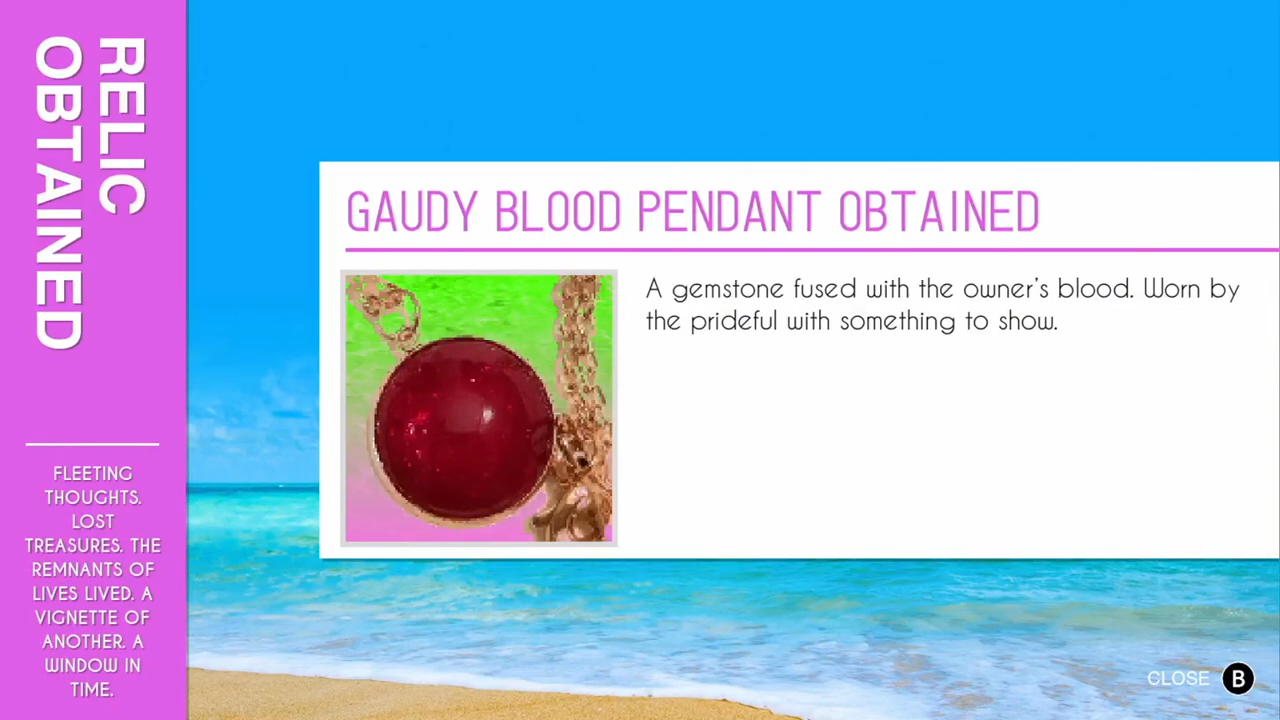 RELIC
OBTAINED
FLEETING
THOUGHTS.
LOST
TREASURES. THE
REMNANTS OF
LIVES LIVED. A
VIGNETTE OF
ANOTHER. A
WINDOW IN
TIME.
GAUDY BLOOD PENDANT OBTAINED
A gemstone fused with the owner's blood. Worn by
the prideful with something to show.
CLOSE B